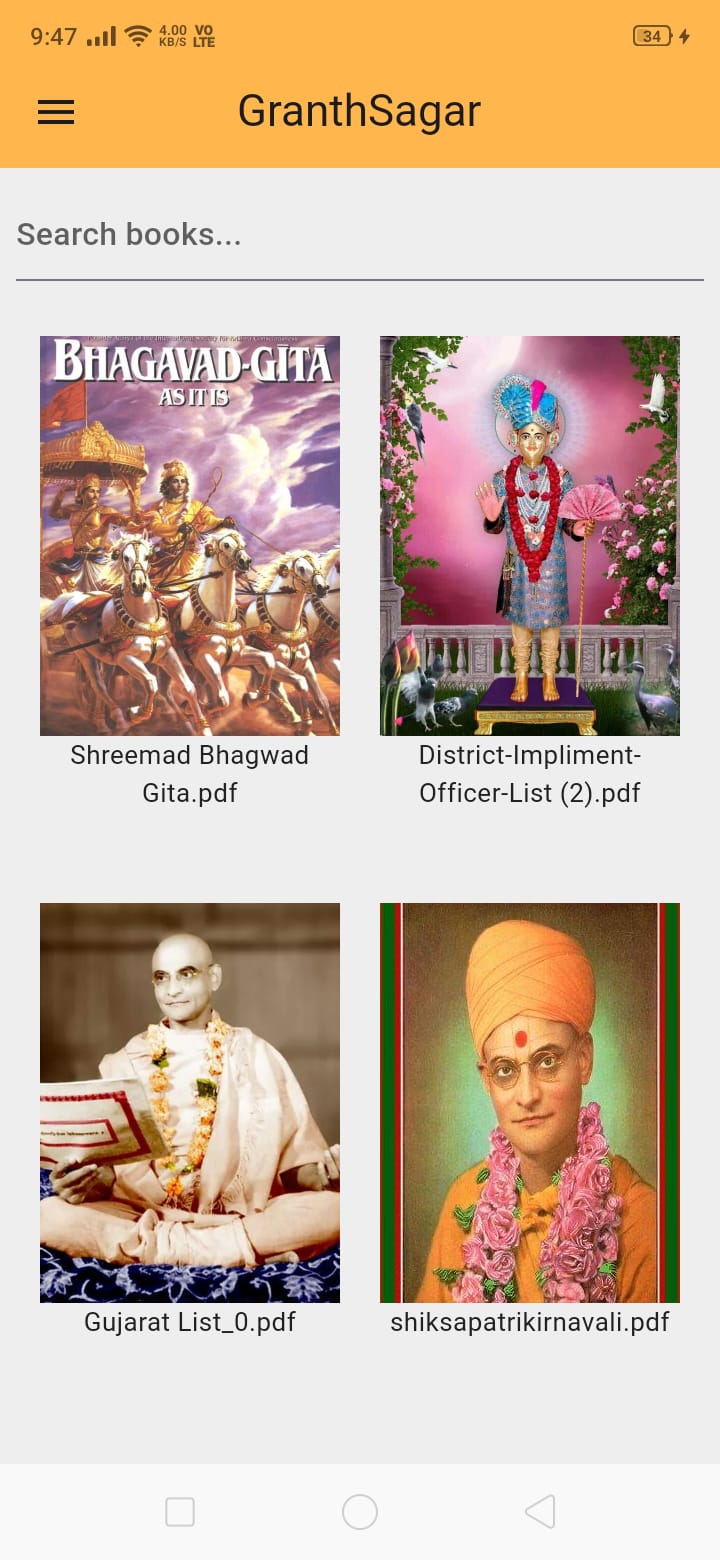 9:47 4.00 KB/S VO LTE 34
GranthSagar
Search books...
BHAGAVAD-GĪTĀ
AS IT IS
Shreemad Bhagwad
Gita.pdf
District-Impliment-
Officer-List (2).pdf
Gujarat List_0.pdf
shiksapatrikirnavali.pdf